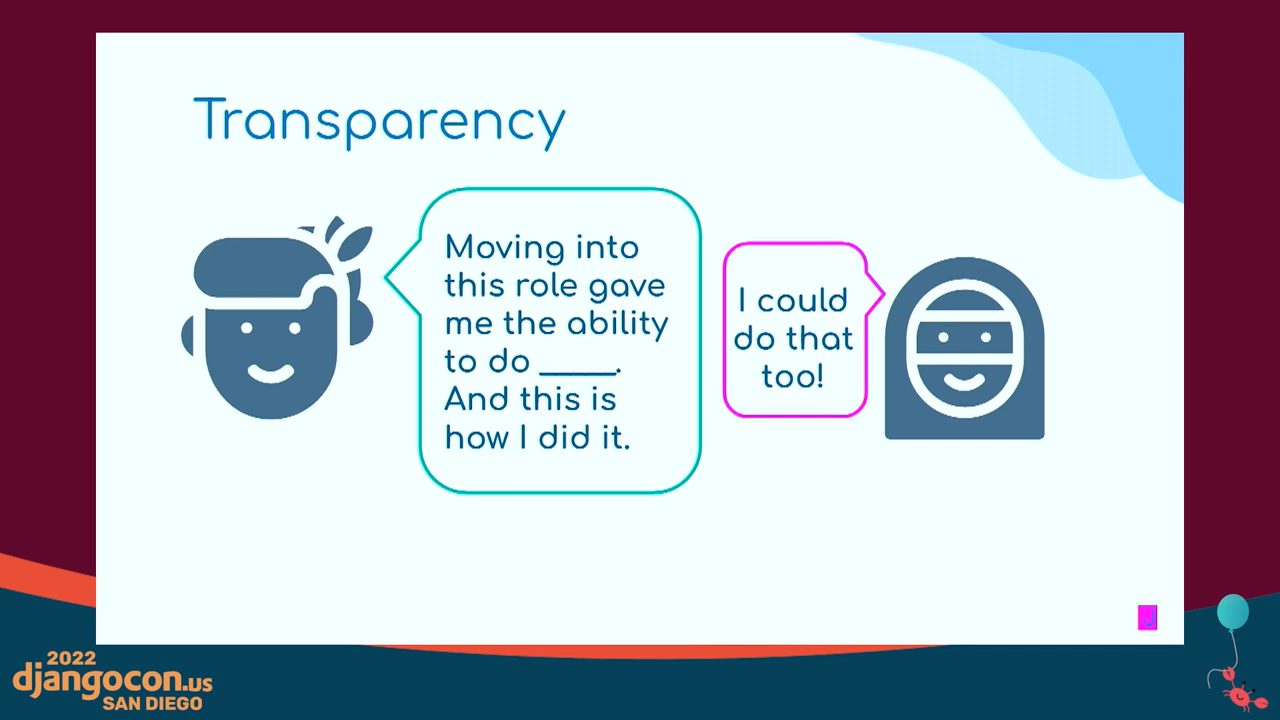 Transparency
Moving into
this role gave
me the ability
to do _____.
And this is
how I did it.
I could
do that
too!
J
2022
djangocon.us
SAN DIEGO